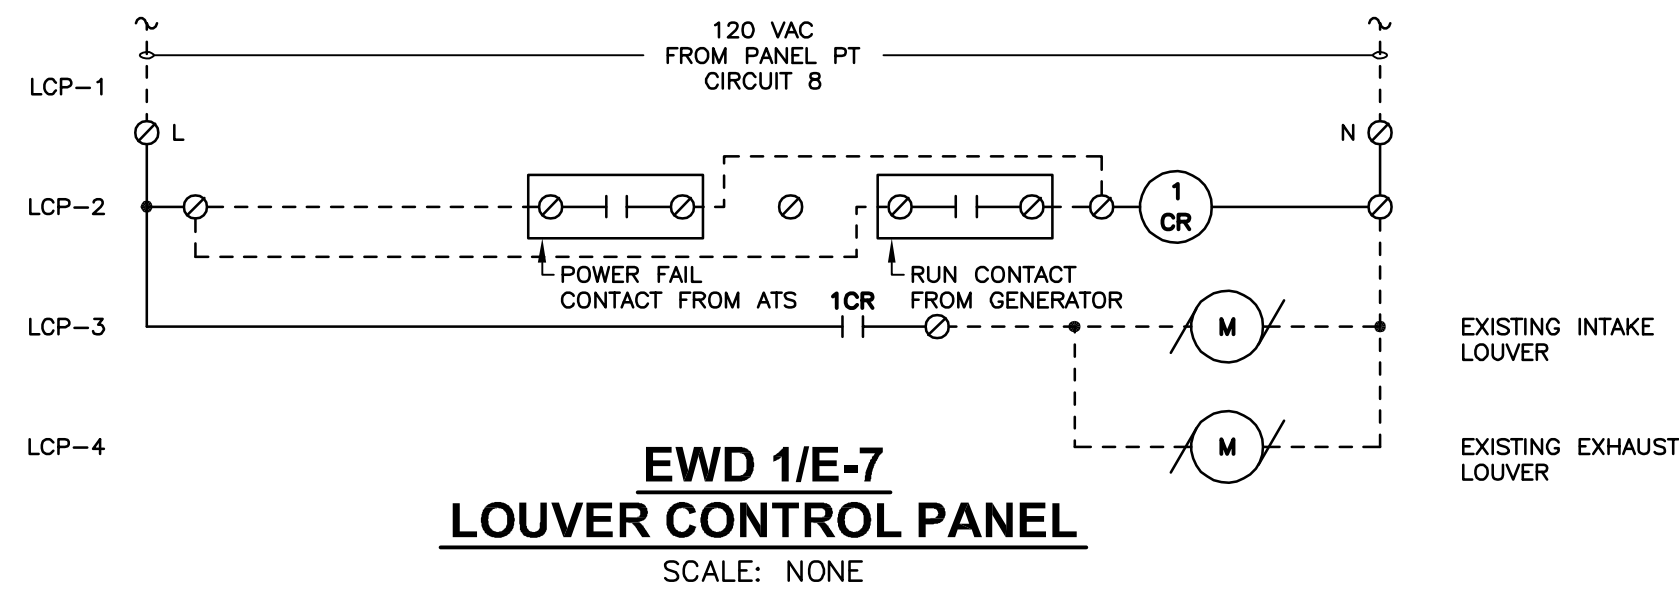 120 VAC
FROM PANEL PT
CIRCUIT 8
LCP-1
L
N
LCP-2
1
CR
POWER FAIL
CONTACT FROM ATS
1CR
RUN CONTACT
FROM GENERATOR
LCP-3
M
EXISTING INTAKE
LOUVER
LCP-4
M
EXISTING EXHAUST
LOUVER
EWD 1/E-7
LOUVER CONTROL PANEL
SCALE: NONE